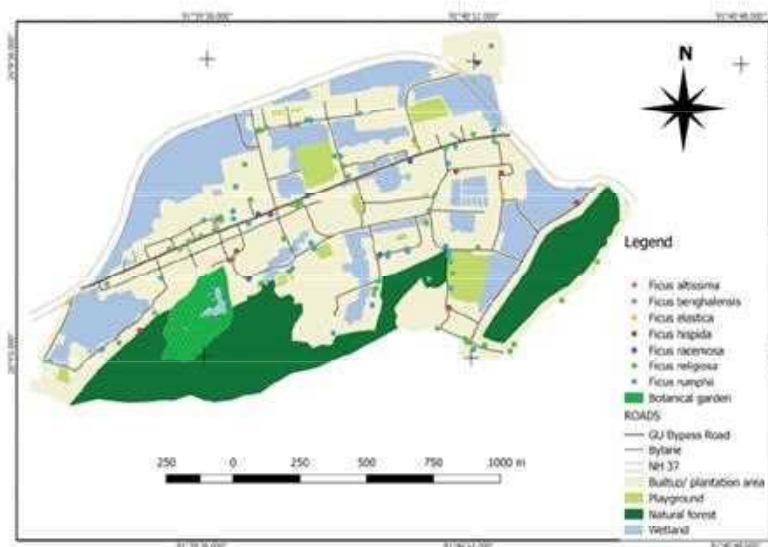 N
Legend
Ficus altissima
Ficus benghalensis
Ficus elastica
Ficus hispida
Ficus racemosa
Ficus religiosa
Ficus rumphii
Botanical garden
ROADS
GU Bypass Road
Bylane
NH 37
Builtup/ plantation area
Playground
Natural forest
Wetland
250 0 250 500 750 1000 m